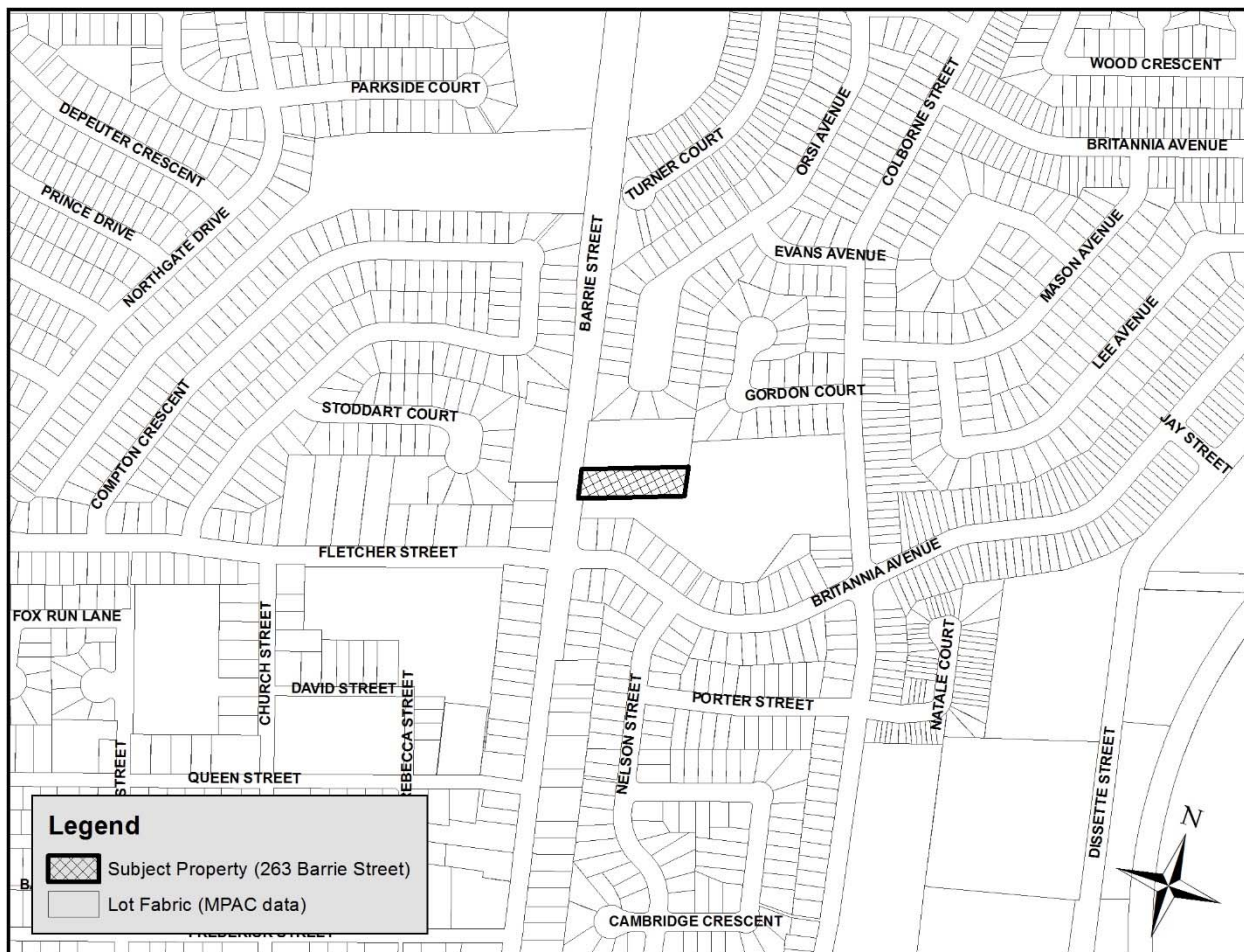 WOOD CRESCENT
PARKSIDE COURT
DEPEUTER CRESCENT
COLBORNE STREET
ORSI AVENUE
BRITANNIA AVENUE
TURNER COURT
PRINCE DRIVE
NORTHGATE DRIVE
EVANS AVENUE
MASON AVENUE
BARRIE STREET
LEE AVENUE
GORDON COURT
STODDART COURT
COMPTON CRESCENT
JAY STREET
FLETCHER STREET
BRITANNIA AVENUE
FOX RUN LANE
CHURCH STREET
NATALE COURT
DAVID STREET
REBECCA STREET
NELSON STREET
PORTER STREET
STREET
QUEEN STREET
DISSETTE STREET
N
Legend
Subject Property (263 Barrie Street)
Lot Fabric (MPAC data)
CAMBRIDGE CRESCENT